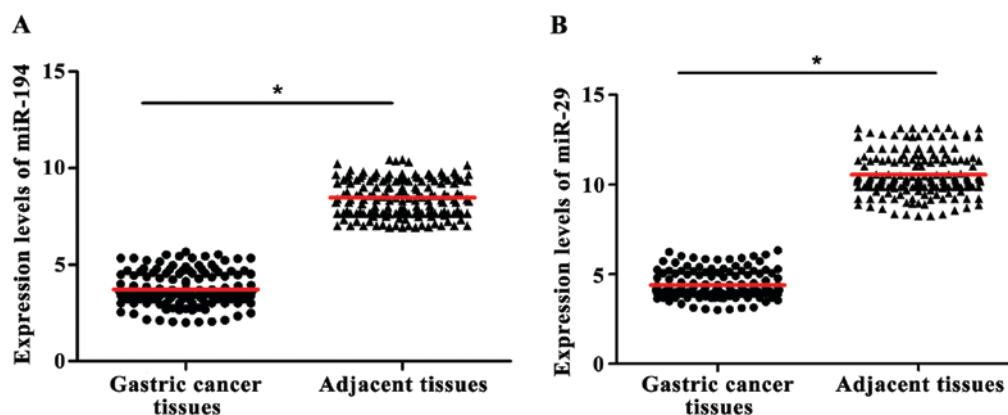 A
Expression levels of miR-194
15
10
5
0
*
Gastric cancer
tissues
Adjacent tissues
B
Expression levels of miR-29
15
10
5
0
*
Gastric cancer
tissues
Adjacent tissues